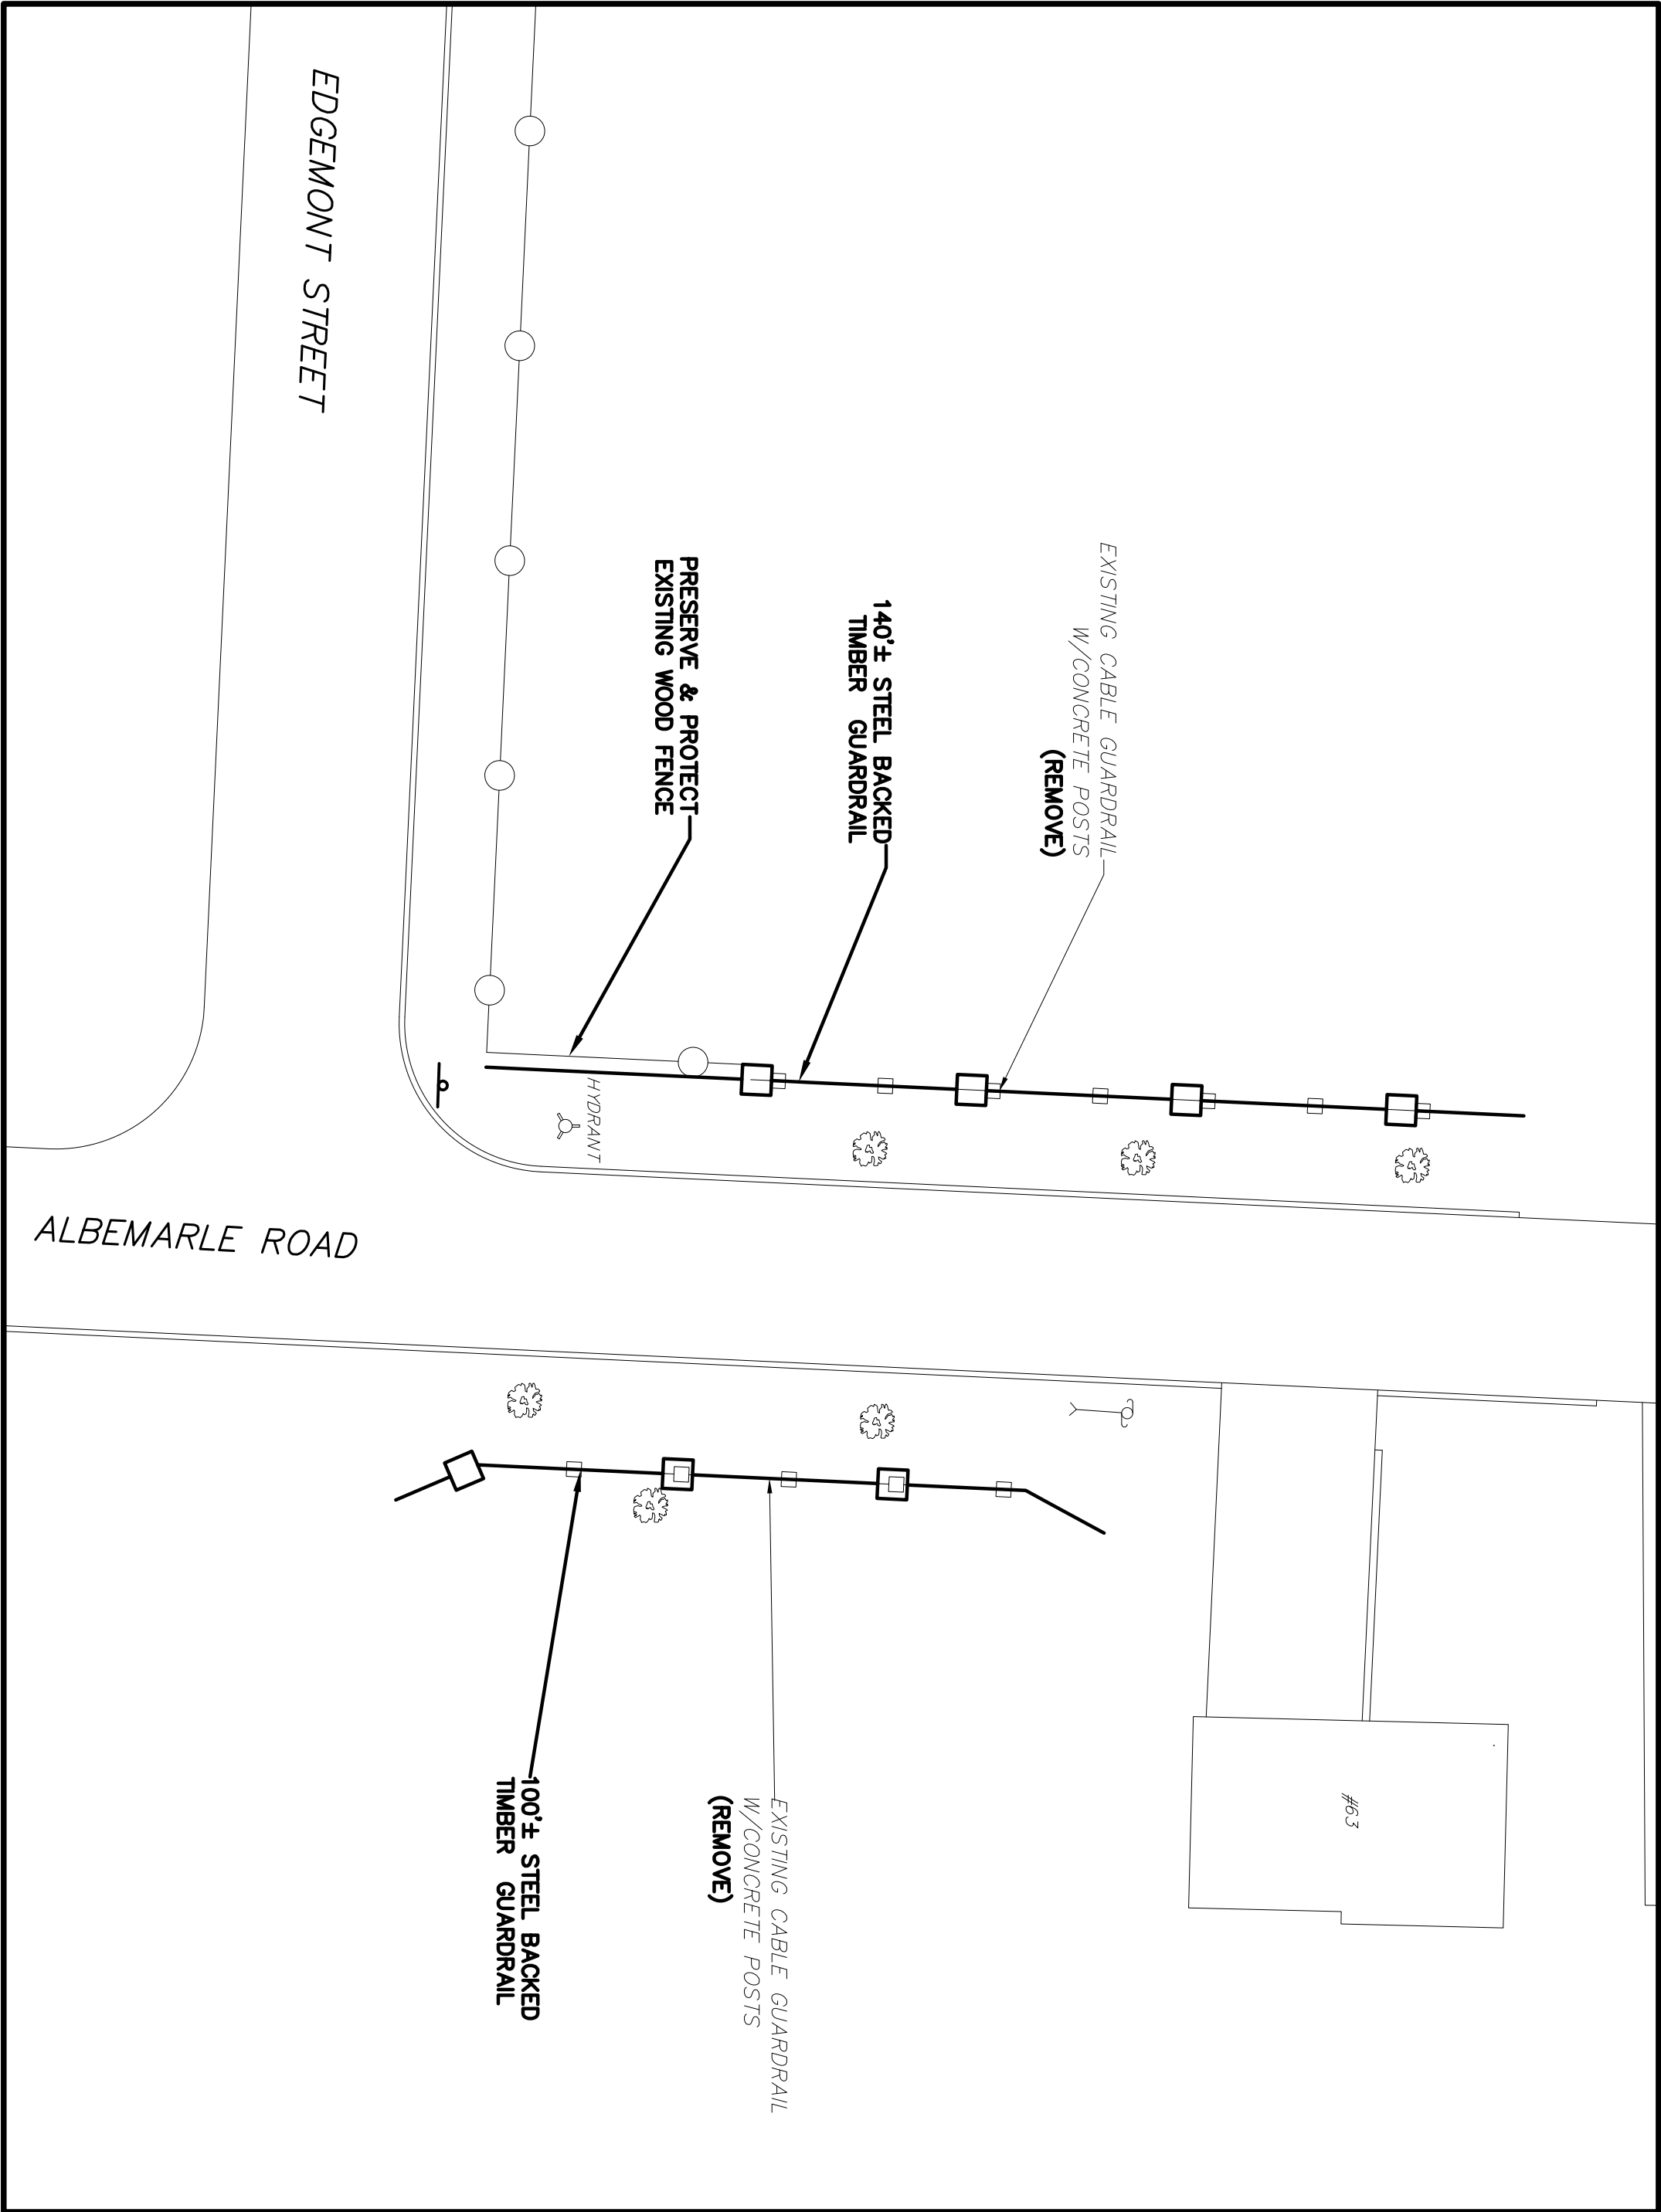 EDGEMONT STREET
EXISTING CABLE GUARDRAIL
W/CONCRETE POSTS
(REMOVE)
140'± STEEL BACKED
TIMBER GUARDRAIL
PRESERVE & PROTECT
EXISTING WOOD FENCE
HYDRANT
ALBEMARLE ROAD
#63
EXISTING CABLE GUARDRAIL
W/CONCRETE POSTS
(REMOVE)
100'± STEEL BACKED
TIMBER GUARDRAIL